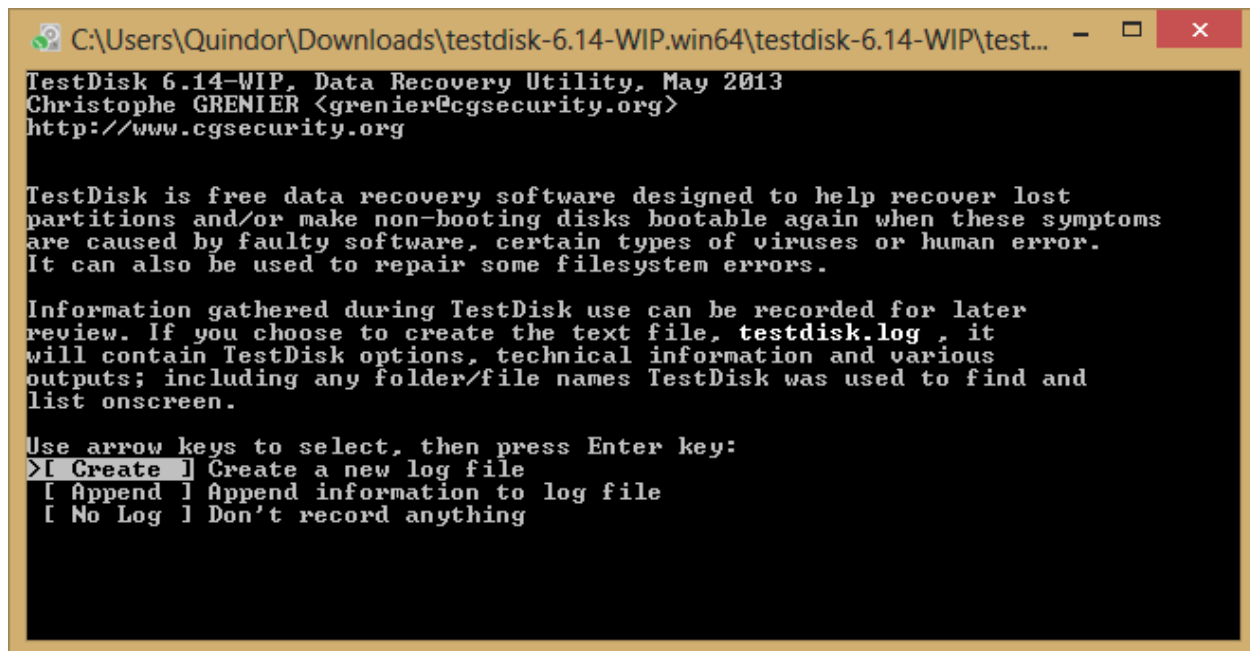 C:\Users\Quindor\Downloads\testdisk-6.14-WIP.win64\testdisk-6.14-WIP\test...
TestDisk 6.14-WIP, Data Recovery Utility, May 2013
Christophe GRENIER <grenier@cgsecurity.org>
http://www.cgsecurity.org
TestDisk is free data recovery software designed to help recover lost
partitions and/or make non-booting disks bootable again when these symptoms
are caused by faulty software, certain types of viruses or human error.
It can also be used to repair some filesystem errors.
Information gathered during TestDisk use can be recorded for later
review. If you choose to create the text file, testdisk.log , it
will contain TestDisk options, technical information and various
outputs; including any folder/file names TestDisk was used to find and
list onscreen.
Use arrow keys to select, then press Enter key:
>[ Create ] Create a new log file
[ Append ] Append information to log file
[ No Log ] Don't record anything